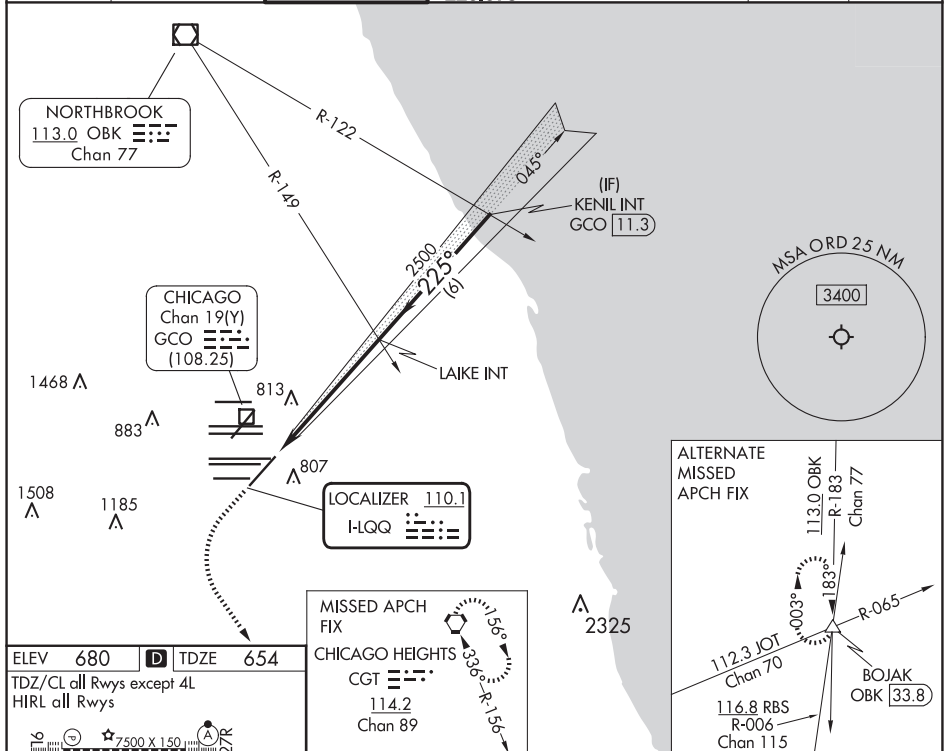 NORTHBROOK
113.0 OBK
Chan 77
R-122
R-149
045°
(IF)
KENIL INT
GCO 11.3
2500
225°
(6)
MSA ORD 25 NM
3400
CHICAGO
Chan 19(Y)
GCO
(108.25)
LAIKE INT
1468
813
883
807
1508
1185
LOCALIZER 110.1
I-LQQ
2325
ALTERNATE
MISSED
APCH FIX
113.0 OBK
R-183
Chan 77
183°
003°
R-065
112.3 JOT
Chan 70
BOJAK
OBK 33.8
116.8 RBS
R-006
Chan 115
MISSED APCH
FIX
CHICAGO HEIGHTS
CGT
114.2
Chan 89
156°
336°
R-156
ELEV 680 D TDZE 654
TDZ/CL all Rwys except 4L
HIRL all Rwys
P
7500 X 150
A
27R